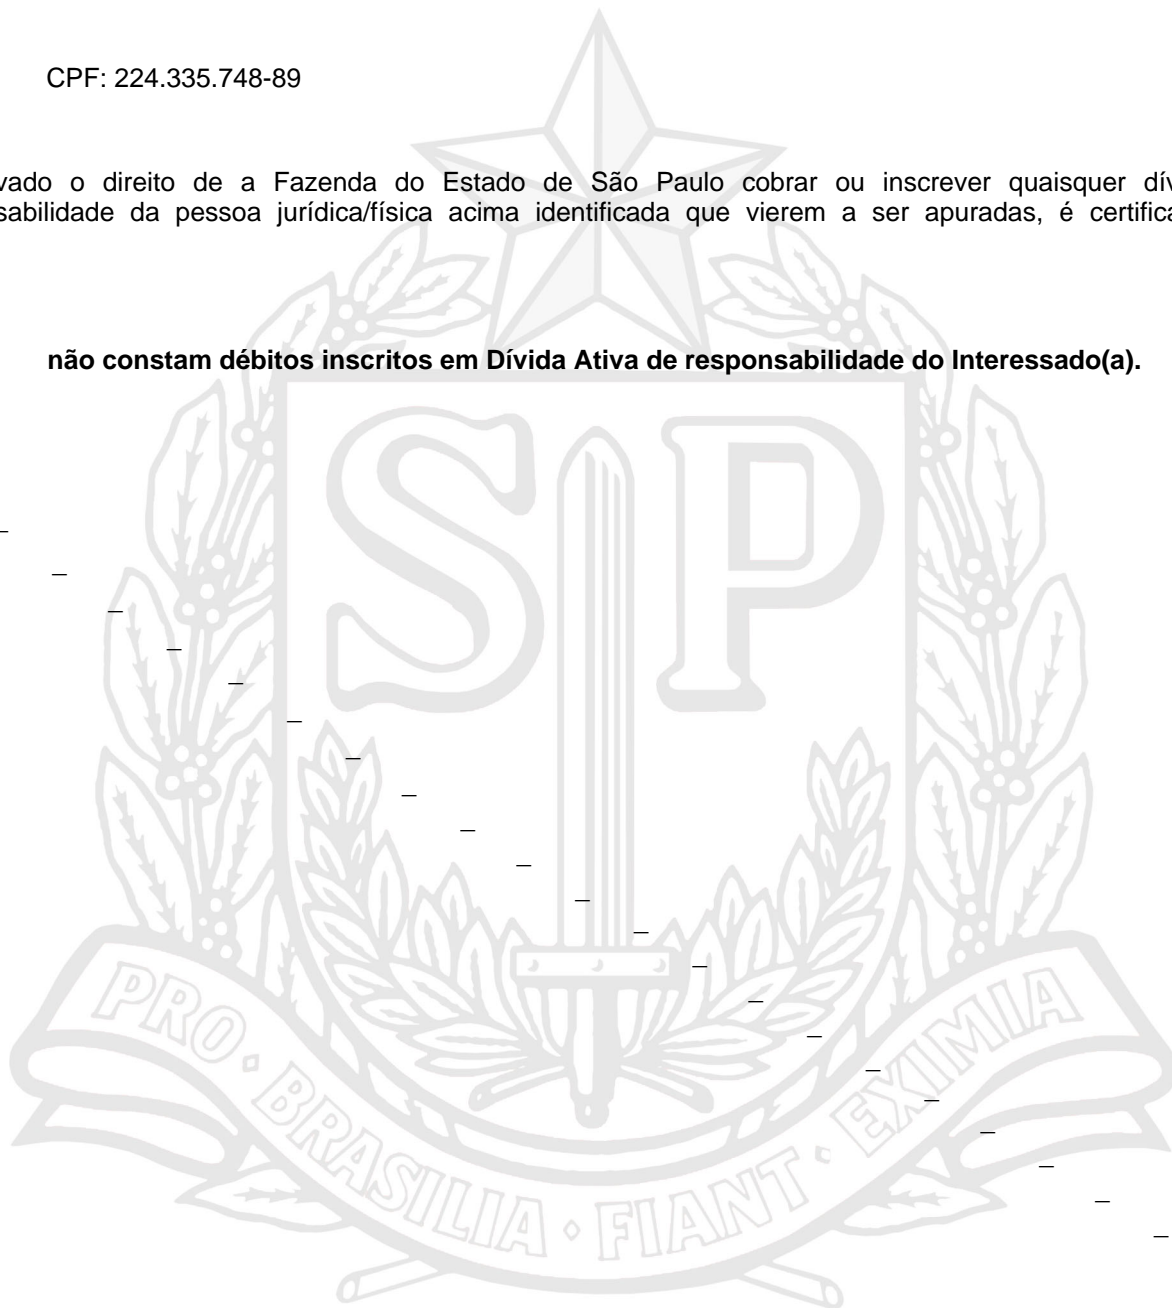 CPF: 224.335.748-89
vado o direito de a Fazenda do Estado de São Paulo cobrar ou inscrever quaisquer dív
sabilidade da pessoa jurídica/física acima identificada que vierem a ser apuradas, é certifica
não constam débitos inscritos em Dívida Ativa de responsabilidade do Interessado(a).
SP
PRO • BRASILIA • FIANT • EXIMIA